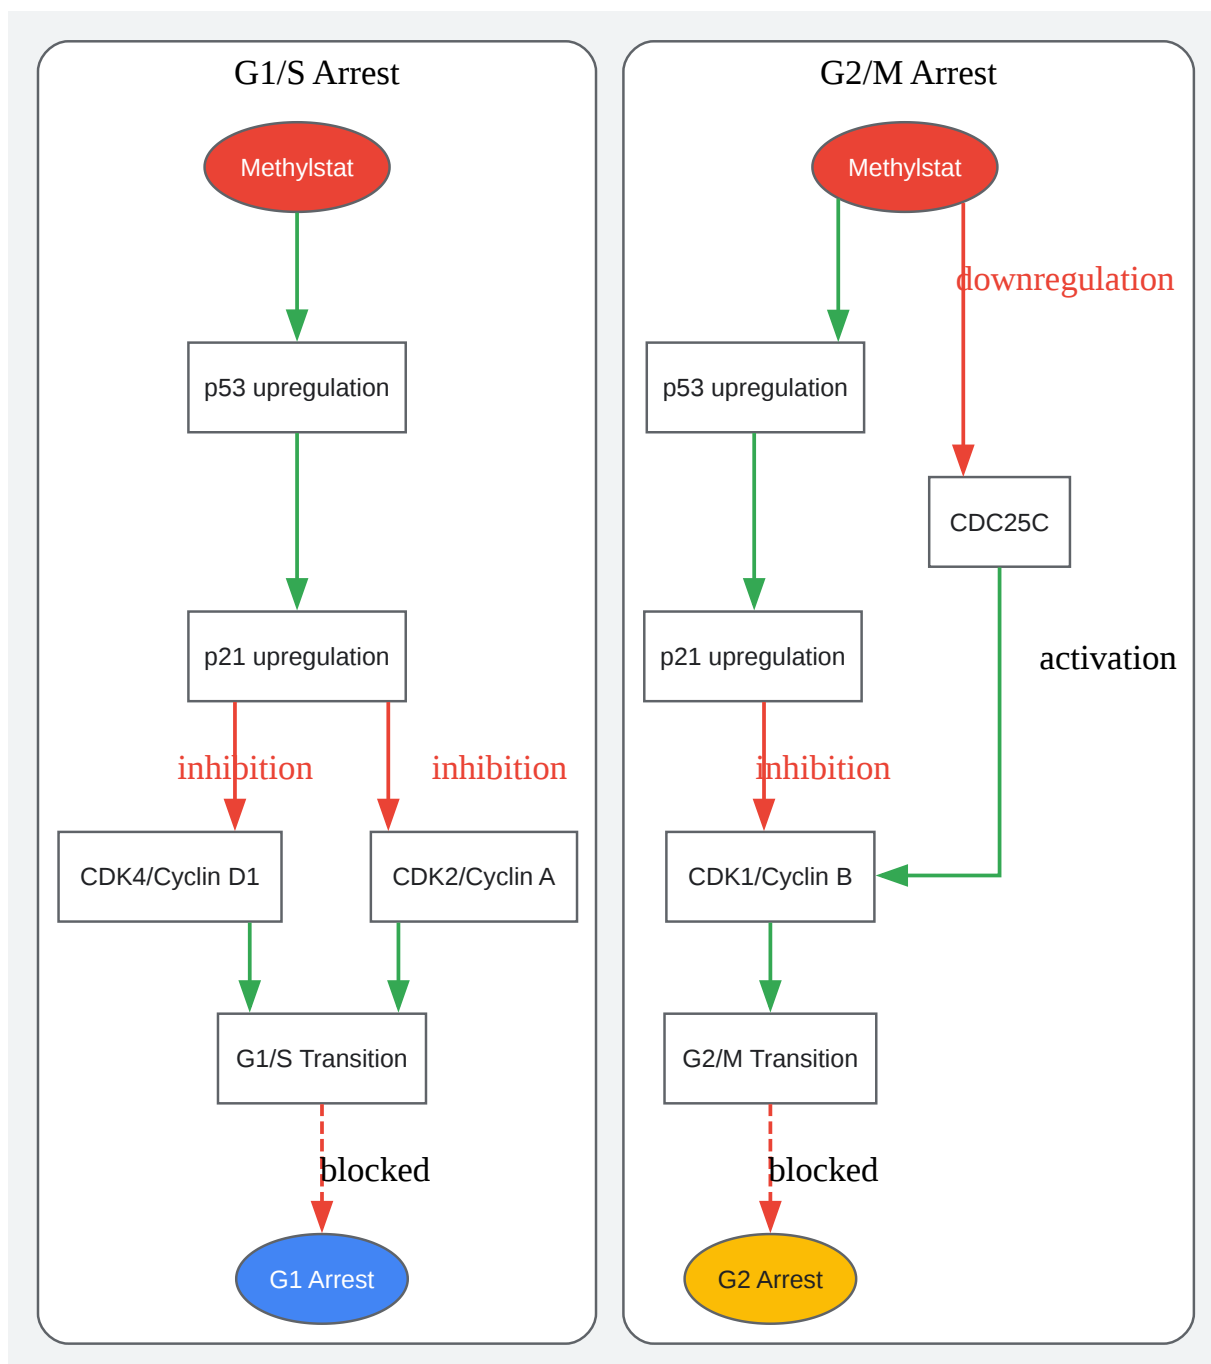 G1/S Arrest
Methylstat
p53 upregulation
p21 upregulation
inhibition
inhibition
CDK4/Cyclin D1
CDK2/Cyclin A
G1/S Transition
blocked
G1 Arrest
G2/M Arrest
Methylstat
downregulation
p53 upregulation
CDC25C
p21 upregulation
activation
inhibition
CDK1/Cyclin B
G2/M Transition
blocked
G2 Arrest